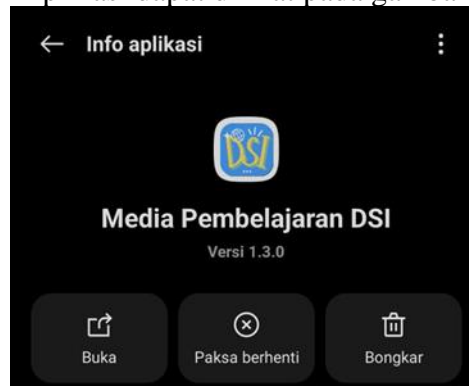 ← Info aplikasi
DSI
Media Pembelajaran DSI
Versi 1.3.0
Buka Paksa berhenti Bongkar